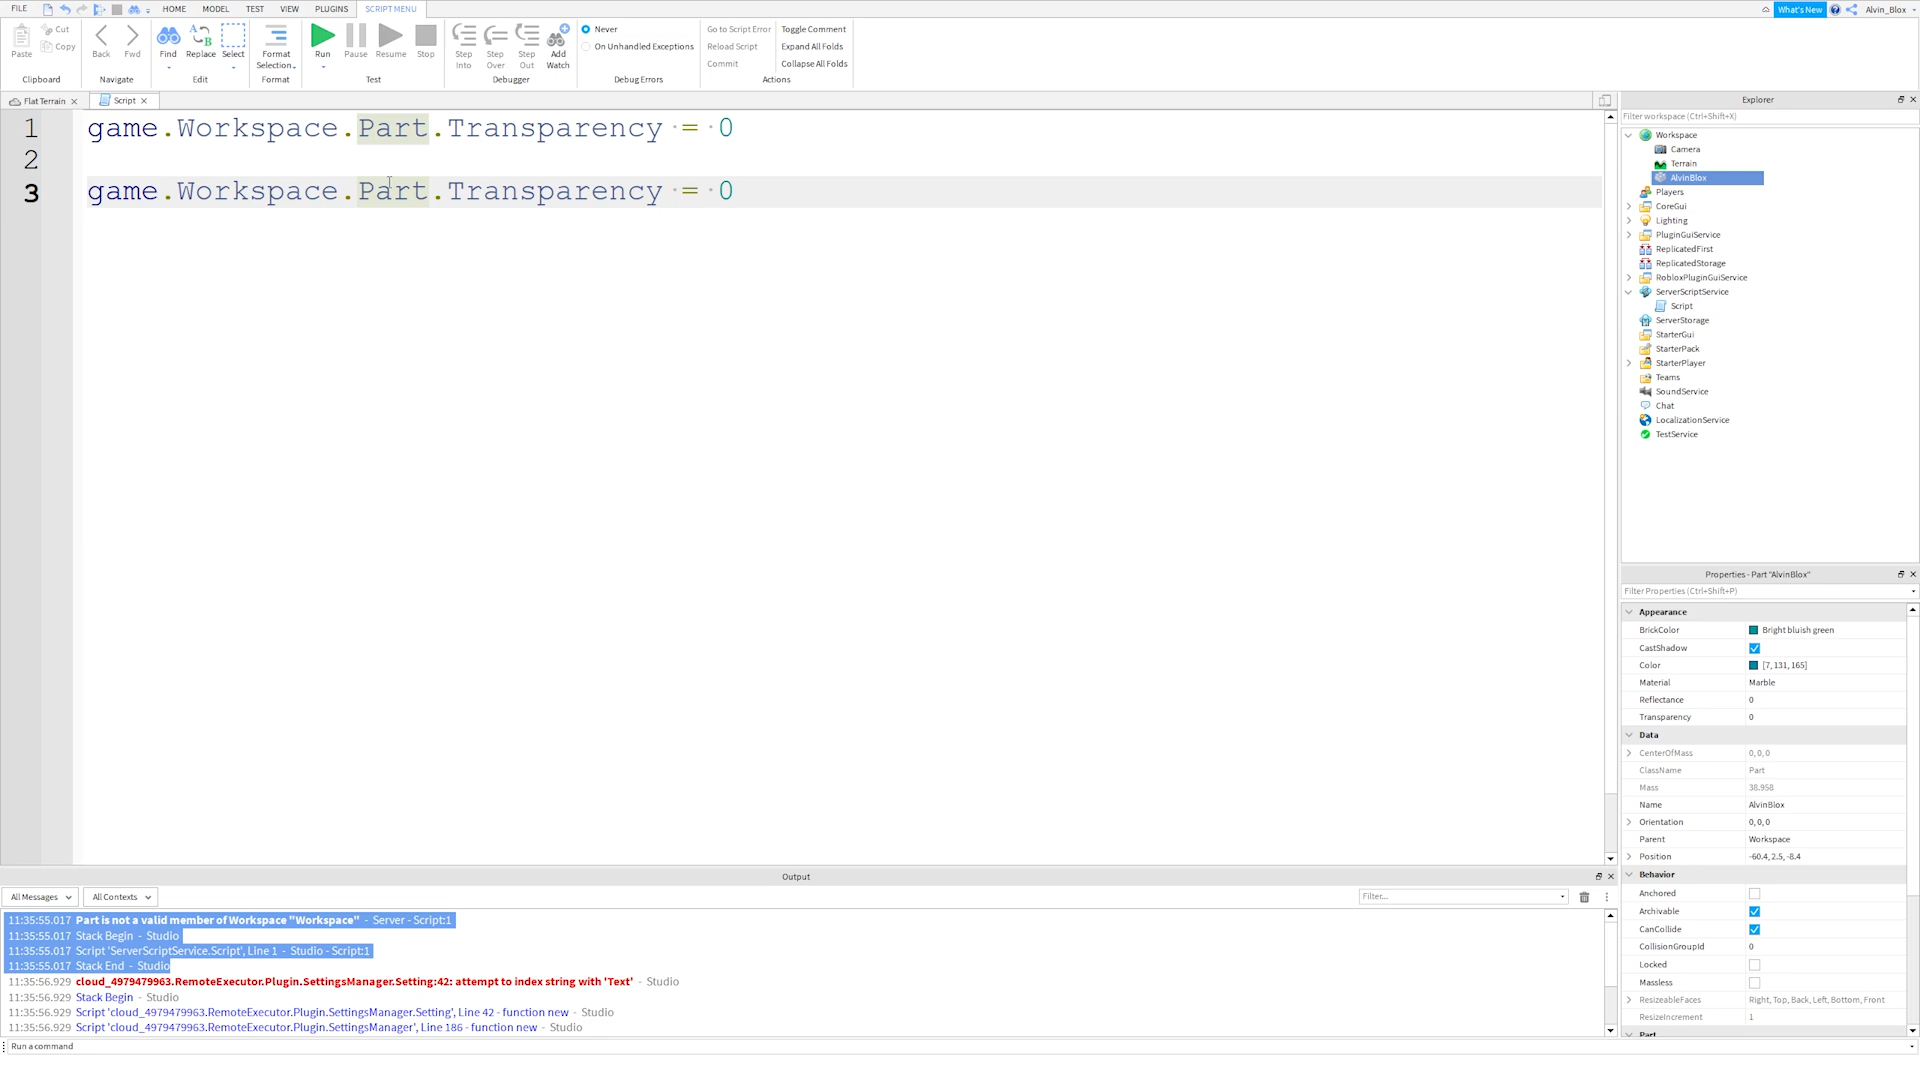 FILE HOME MODEL TEST VIEW PLUGINS SCRIPT MENU What's New Alvin_Blox
Paste Cut Copy Clipboard
Back Fwd Navigate
Find Replace Select Edit
Format Selection Format
Run Pause Resume Stop Test
Step Into Step Over Step Out Add Watch Debugger
Never
On Unhandled Exceptions
Debug Errors
Go to Script Error Toggle Comment
Reload Script Expand All Folds
Commit Collapse All Folds
Actions
Flat Terrain Script
1 game.Workspace.Part.Transparency = 0
2
3 game.Workspace.Part.Transparency = 0
Explorer
Filter workspace (Ctrl+Shift+X)
Workspace
Camera
Terrain
AlvinBlox
Players
CoreGui
Lighting
PluginGuiService
ReplicatedFirst
ReplicatedStorage
RobloxPluginGuiService
ServerScriptService
Script
ServerStorage
StarterGui
StarterPack
StarterPlayer
Teams
SoundService
Chat
LocalizationService
TestService
Properties - Part "AlvinBlox"
Filter Properties (Ctrl+Shift+P)
Appearance
BrickColor Bright bluish green
CastShadow
Color [7, 131, 165]
Material Marble
Reflectance 0
Transparency 0
Data
CenterOfMass 0, 0, 0
ClassName Part
Mass 38.958
Name AlvinBlox
Orientation 0, 0, 0
Parent Workspace
Position -60.4, 2.5, -8.4
Behavior
Anchored
Archivable
CanCollide
CollisionGroupId 0
Locked
Massless
ResizeableFaces Right, Top, Back, Left, Bottom, Front
ResizeIncrement 1
Part
Output
All Messages All Contexts Filter...
11:35:55.017 Part is not a valid member of Workspace "Workspace" - Server - Script:1
11:35:55.017 Stack Begin - Studio
11:35:55.017 Script 'ServerScriptService.Script', Line 1 - Studio - Script:1
11:35:55.017 Stack End - Studio
11:35:56.929 cloud_4979479963.RemoteExecutor.Plugin.SettingsManager.Setting:42: attempt to index string with 'Text' - Studio
11:35:56.929 Stack Begin - Studio
11:35:56.929 Script 'cloud_4979479963.RemoteExecutor.Plugin.SettingsManager.Setting', Line 42 - function new - Studio
11:35:56.929 Script 'cloud_4979479963.RemoteExecutor.Plugin.SettingsManager', Line 186 - function new - Studio
Run a command